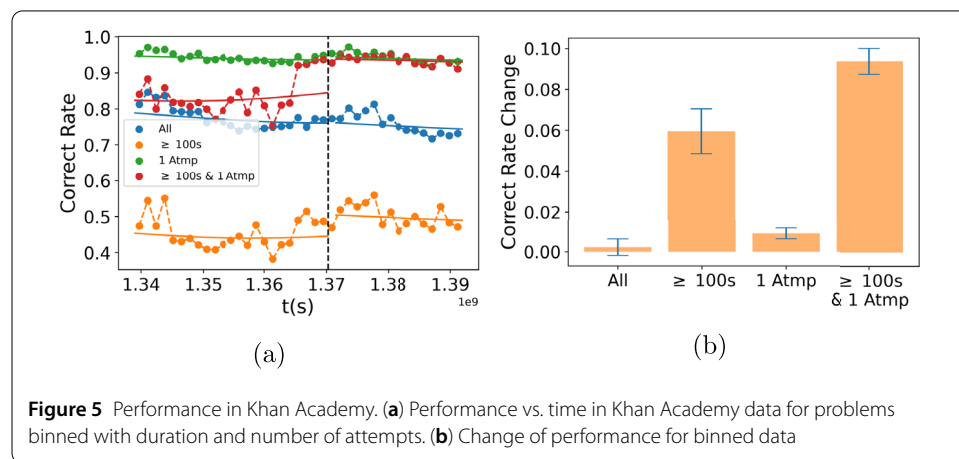 1.0
0.9
0.8
0.7
0.6
0.5
0.4
Correct Rate
All
≥ 100s
1 Atmp
≥ 100s & 1 Atmp
1.34 1.35 1.36 1.37 1.38 1.39
1e9
t(s)
(a)
0.10
0.08
0.06
0.04
0.02
0.00
Correct Rate Change
All ≥ 100s 1 Atmp ≥ 100s
& 1 Atmp
(b)
Figure 5 Performance in Khan Academy. (a) Performance vs. time in Khan Academy data for problems
binned with duration and number of attempts. (b) Change of performance for binned data